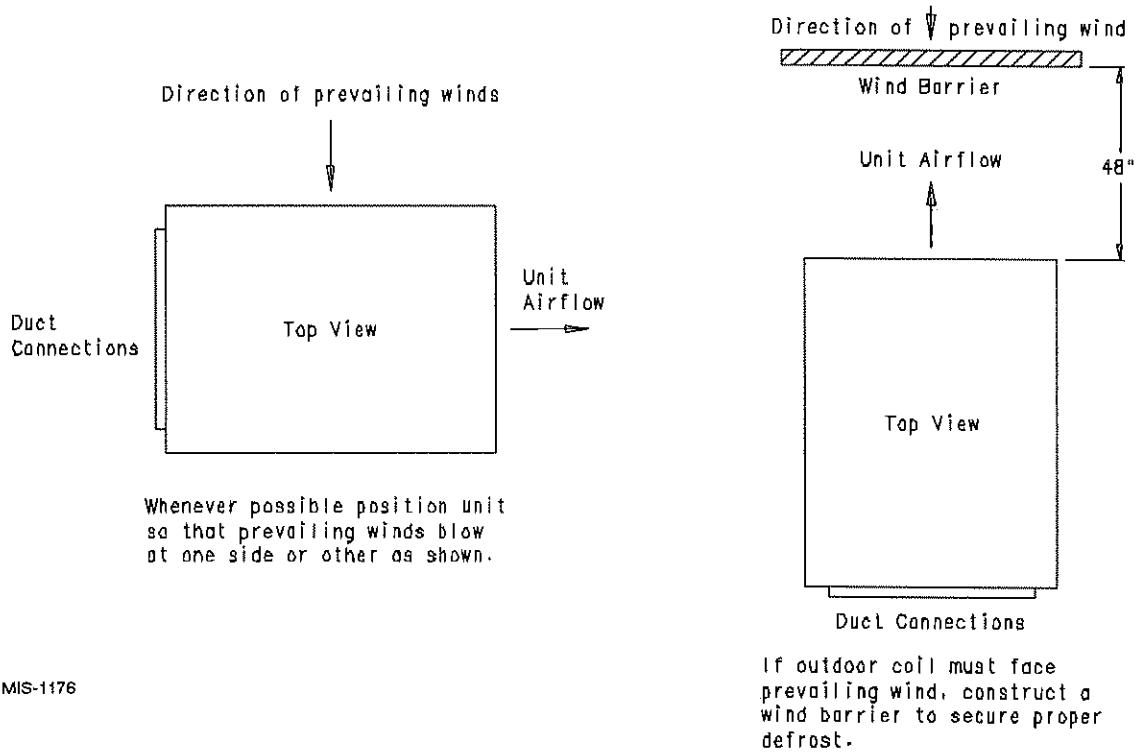 Direction of prevailing winds
Unit
Airflow
Duct
Connections
Top View
Whenever possible position unit
so that prevailing winds blow
at one side or other as shown.
MIS-1176
Direction of prevailing wind
Wind Barrier
Unit Airflow
48"
Top View
Duct Connections
If outdoor coil must face
prevailing wind, construct a
wind barrier to secure proper
defrost.